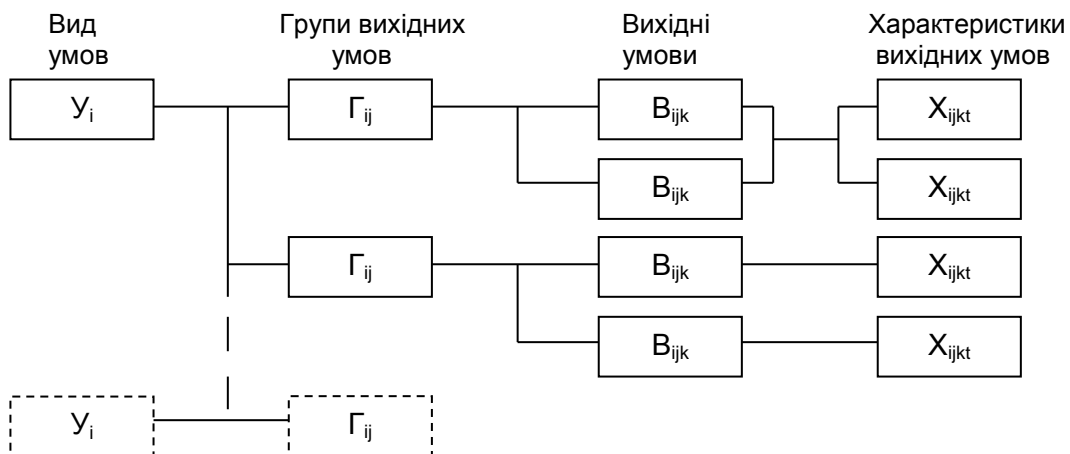 Вид
умов
Групи вихідних
умов
Вихідні
умови
Характеристики
вихідних умов
Уi
Гij
Вijk
Хijkt
Вijk
Хijkt
Гij
Вijk
Хijkt
Вijk
Хijkt
Уi
Гij